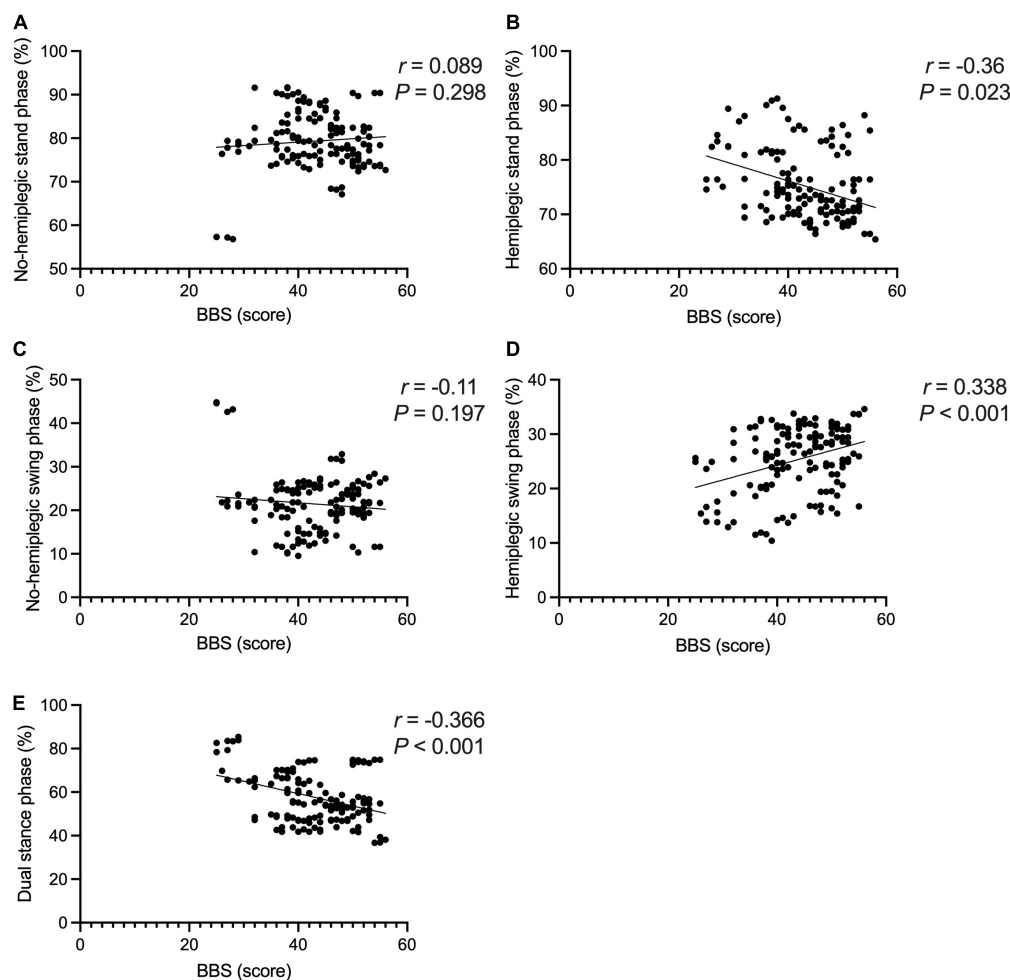 A
No-hemiplegic stand phase (%)
100
90
80
70
60
50
0
20
40
60
BBS (score)
r = 0.089
P = 0.298
B
Hemiplegic stand phase (%)
100
90
80
70
60
0
20
40
60
BBS (score)
r = -0.36
P = 0.023
C
No-hemiplegic swing phase (%)
50
40
30
20
10
0
0
20
40
60
BBS (score)
r = -0.11
P = 0.197
D
Hemiplegic swing phase (%)
40
30
20
10
0
0
20
40
60
BBS (score)
r = 0.338
P < 0.001
E
Dual stance phase (%)
100
80
60
40
20
0
0
20
40
60
BBS (score)
r = -0.366
P < 0.001